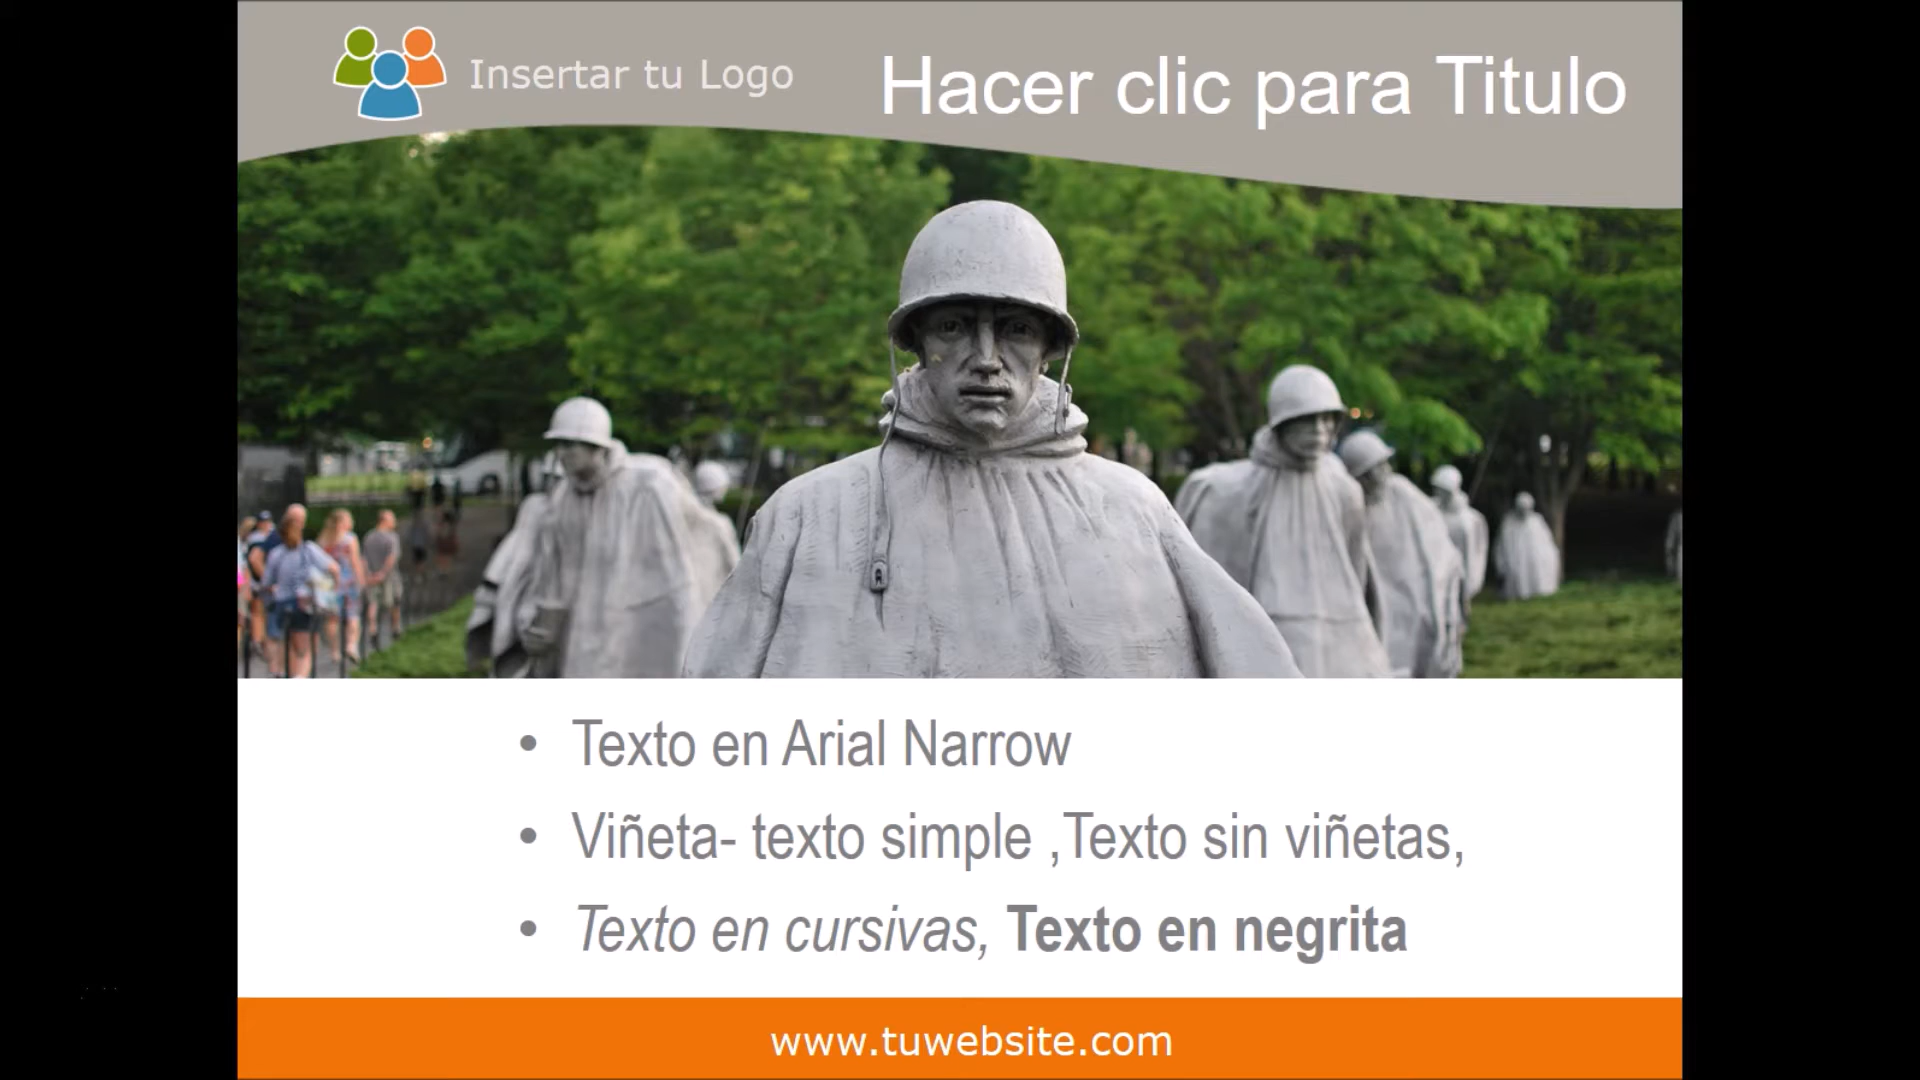 Insertar tu Logo
Hacer clic para Titulo
• Texto en Arial Narrow
• Viñeta- texto simple ,Texto sin viñetas,
• Texto en cursivas, Texto en negrita
www.tuwebsite.com